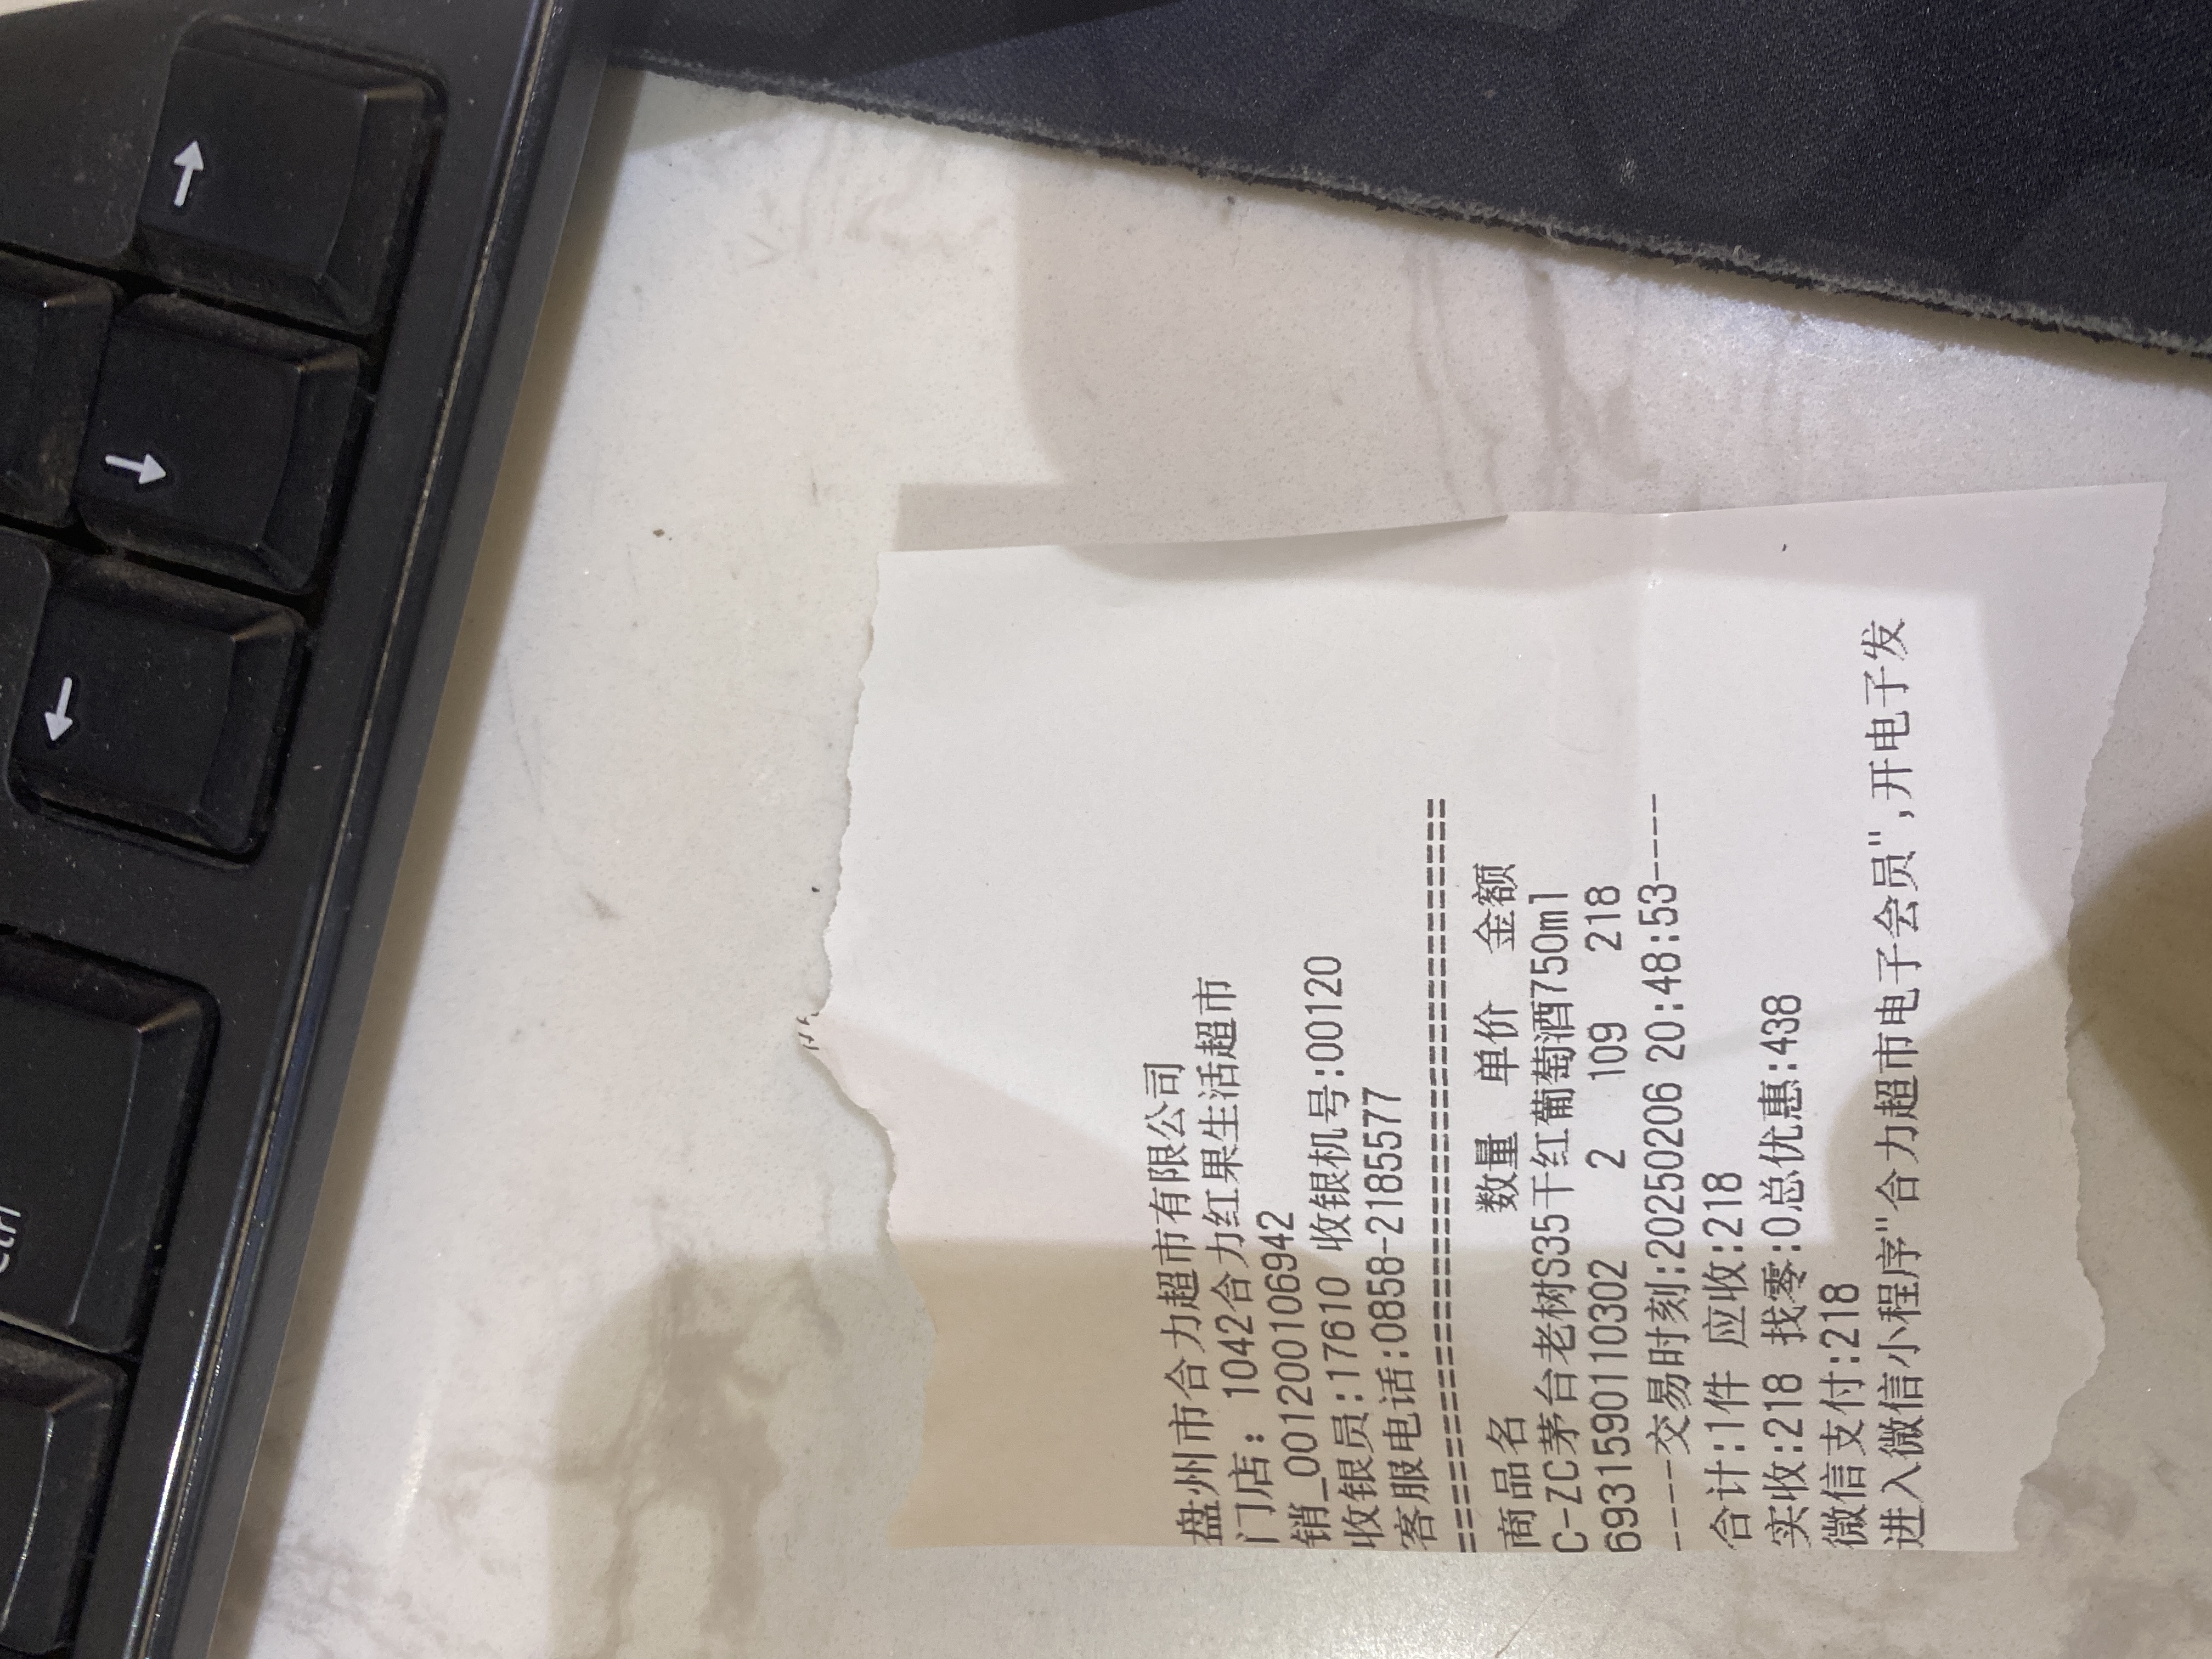 盘州市合力超市有限公司
门店: 1042合力红果生活超市
销_001200106942
收银员:17610 收银机号:00120
客服电话:0858-2185577
==========================================
商品名 数量 单价 金额
C-ZC茅台老树S35干红葡萄酒750ml
6931590110302 2 109 218
----交易时刻:20250206 20:48:53----
合计:1件 应收:218
实收:218 找零:0总优惠:438
微信支付:218
进入微信小程序"合力超市电子会员",开电子发